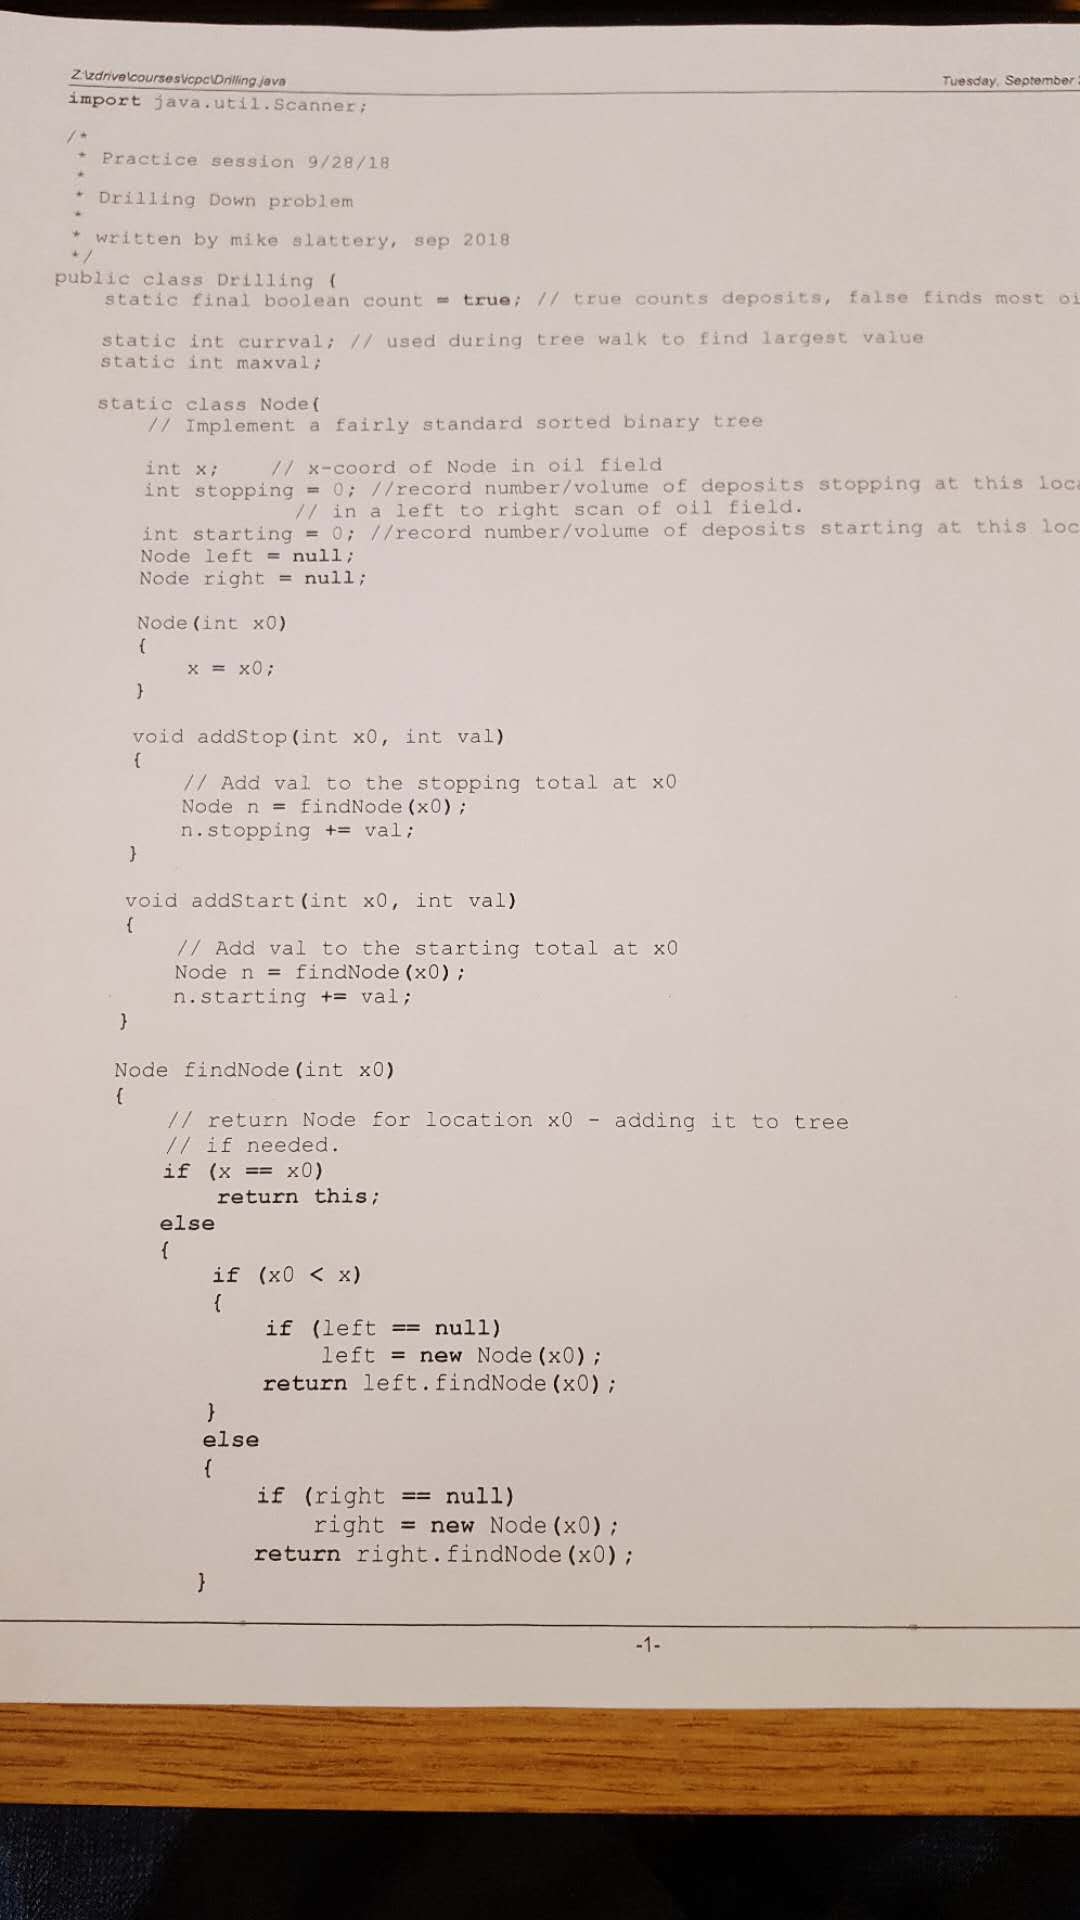 Z:\zdrive\courses\cpc\Drilling.java
Tuesday, September
import java.util.Scanner;
/*
* Practice session 9/28/18
*
* Drilling Down problem
*
* written by mike slattery, sep 2018
*/
public class Drilling {
static final boolean count = true; // true counts deposits, false finds most
static int currval; // used during tree walk to find largest value
static int maxval;
static class Node{
// Implement a fairly standard sorted binary tree
int x; // x-coord of Node in oil field
int stopping = 0; //record number/volume of deposits stopping at this
// in a left to right scan of oil field.
int starting = 0; //record number/volume of deposits starting at this
Node left = null;
Node right = null;
Node(int x0)
{
x = x0;
}
void addStop(int x0, int val)
{
// Add val to the stopping total at x0
Node n = findNode(x0);
n.stopping += val;
}
void addStart(int x0, int val)
{
// Add val to the starting total at x0
Node n = findNode(x0);
n.starting += val;
}
Node findNode(int x0)
{
// return Node for location x0 - adding it to tree
// if needed.
if (x == x0)
return this;
else
{
if (x0 < x)
{
if (left == null)
left = new Node(x0);
return left.findNode(x0);
}
else
{
if (right == null)
right = new Node(x0);
return right.findNode(x0);
}
-1-